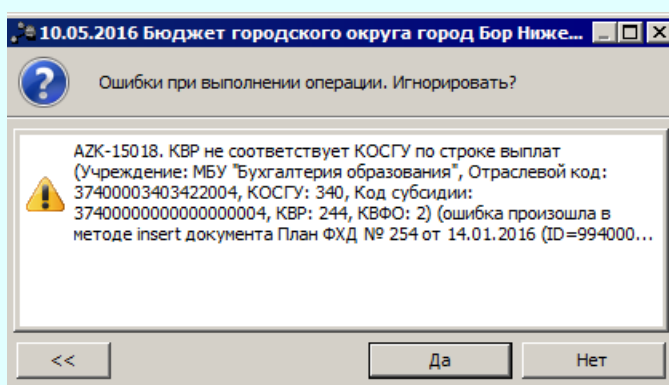 10.05.2016 Бюджет городского округа город Бор Ниже...
Ошибки при выполнении операции. Игнорировать?
AZK-15018. КВР не соответствует КОСГУ по строке выплат
(Учреждение: МБУ "Бухгалтерия образования", Отраслевой код:
37400003403422004, КОСГУ: 340, Код субсидии:
37400000000000000004, КВР: 244, КВФО: 2) (ошибка произошла в
методе insert документа План ФХД № 254 от 14.01.2016 (ID=994000...
<<
Да
Нет